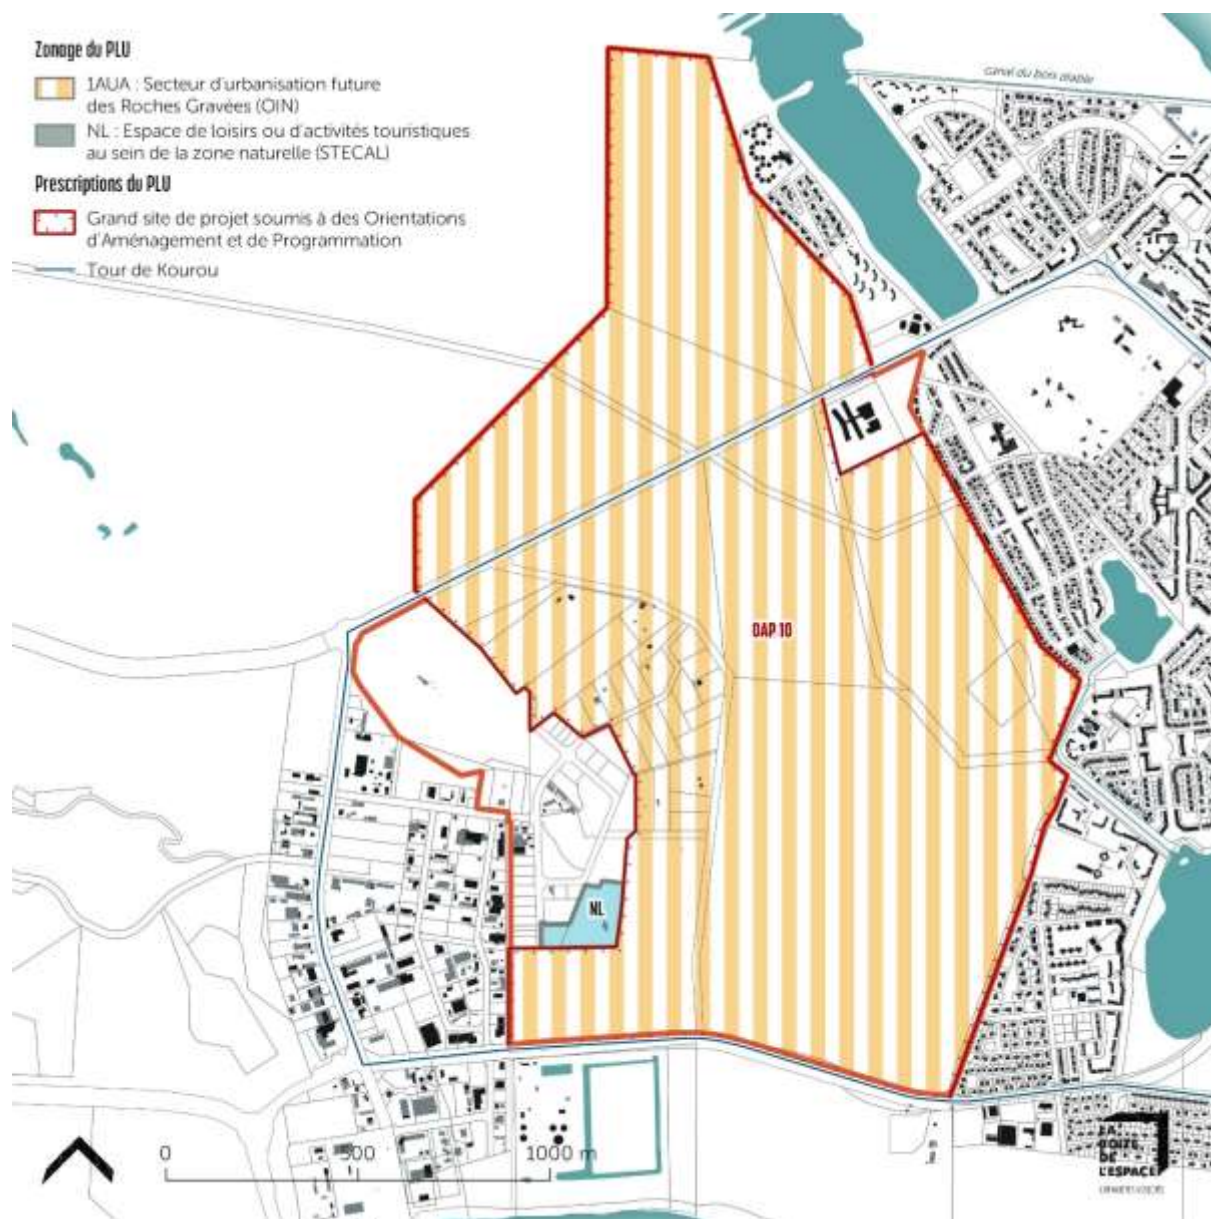 Zonage du PLU
1AUA : Secteur d'urbanisation future
des Roches Gravées (OIN)
NL : Espace de loisirs ou d'activités touristiques
au sein de la zone naturelle (STECAL)
Prescriptions du PLU
Grand site de projet soumis à des Orientations
d'Aménagement et de Programmation
Tour de Kourou
Canal du bois diable
OAP 10
NL
0 500 1000 m
LA
BOITE
DE
L'ESPACE